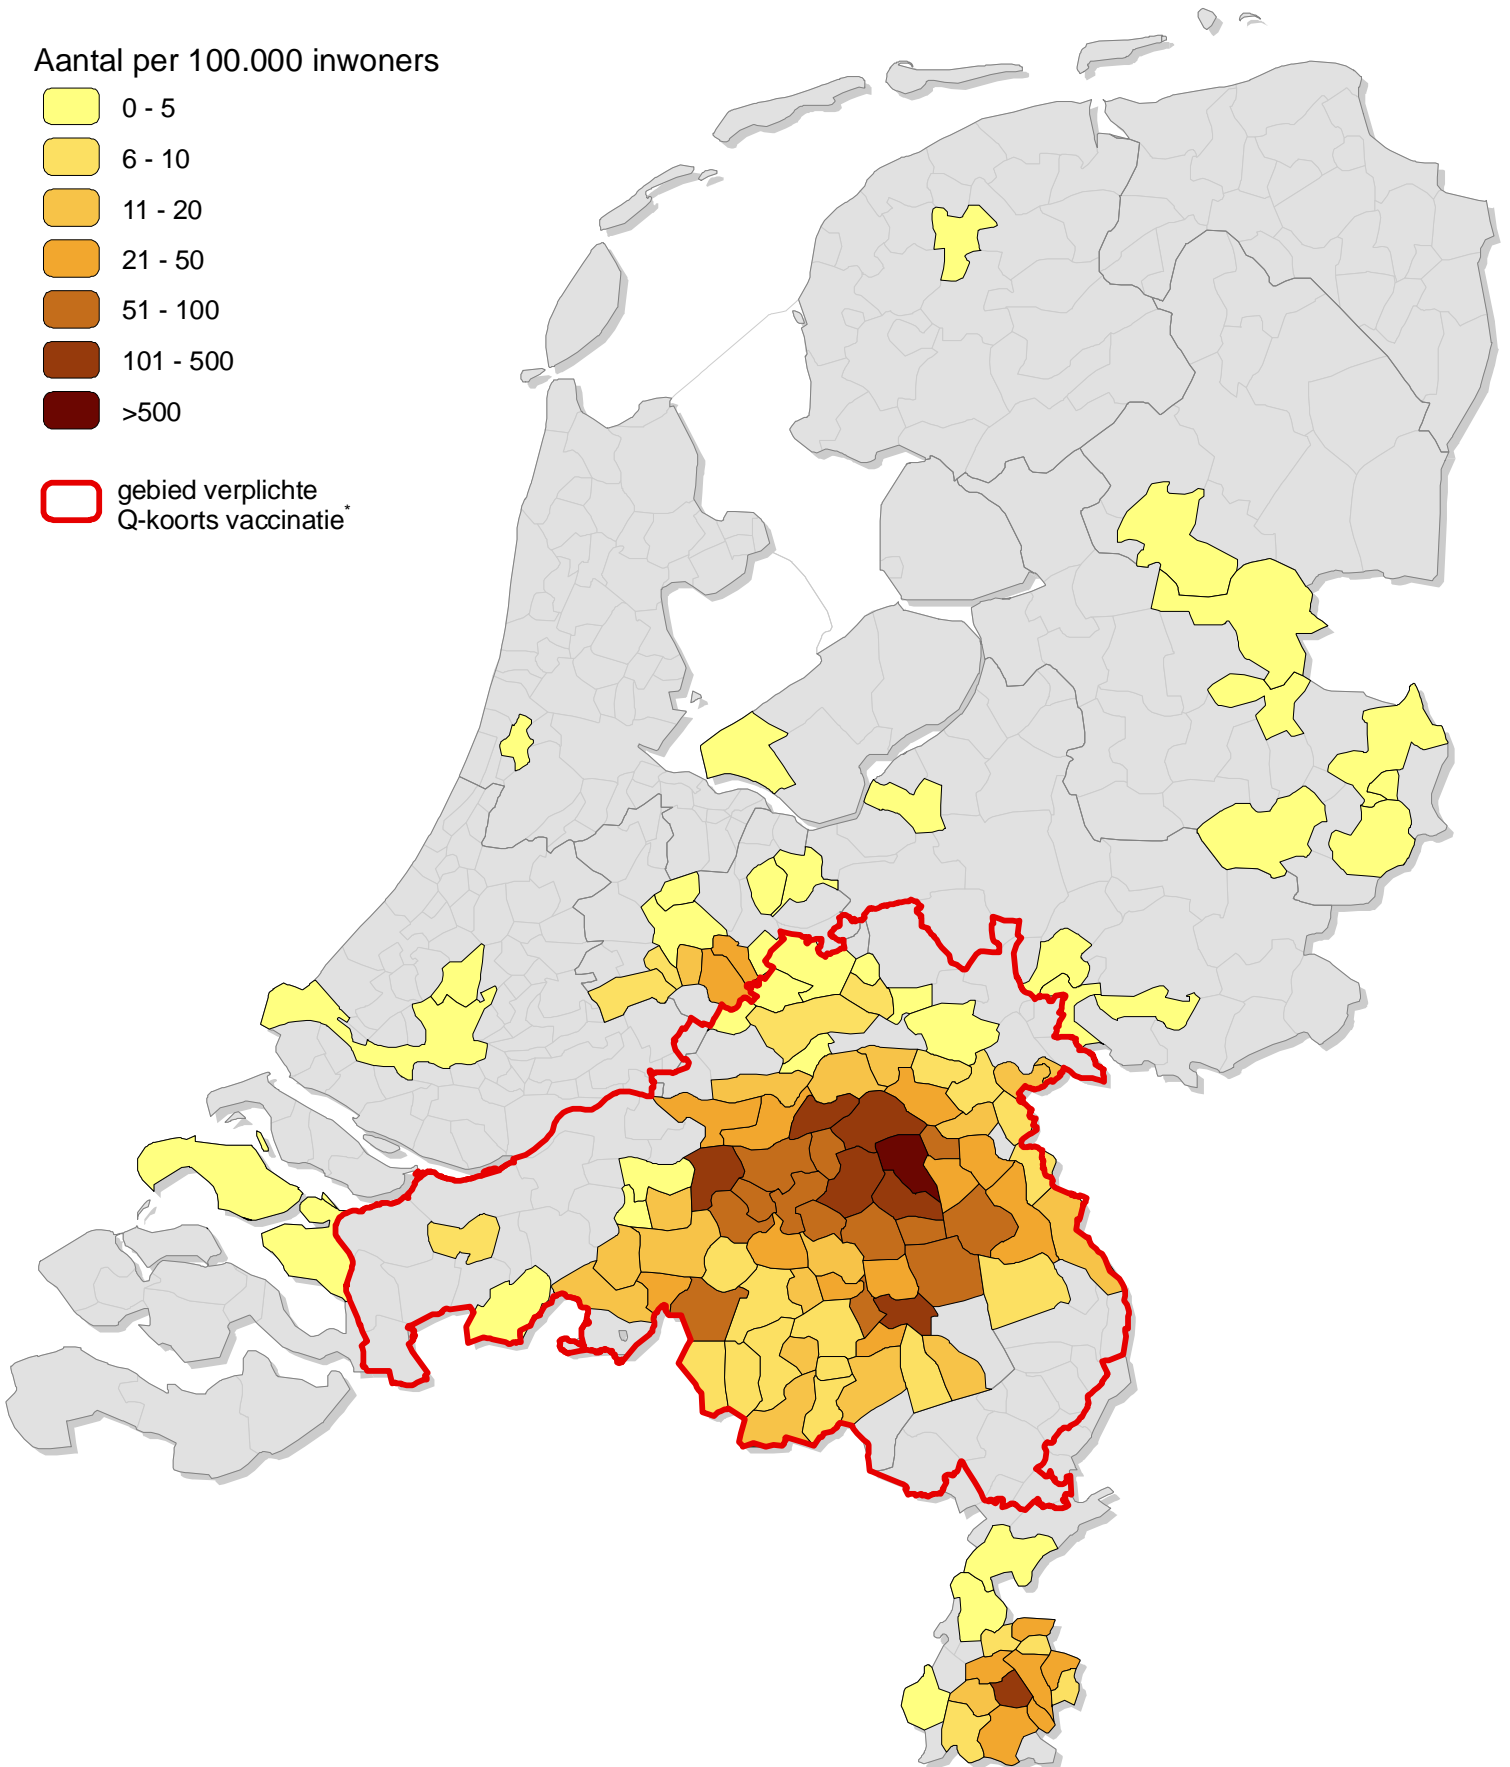 Aantal per 100.000 inwoners
0 - 5
6 - 10
11 - 20
21 - 50
51 - 100
101 - 500
>500
gebied verplichte
Q-koorts vaccinatie*